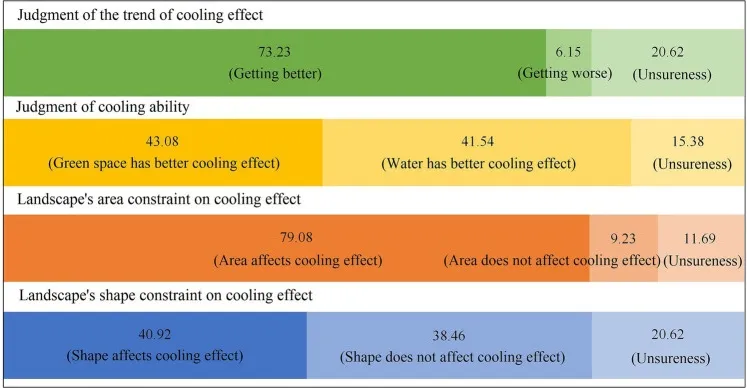 Judgment of the trend of cooling effect
73.23 6.15 20.62
(Getting better) (Getting worse) (Unsureness)
Judgment of cooling ability
43.08 41.54 15.38
(Green space has better cooling effect) (Water has better cooling effect) (Unsureness)
Landscape's area constraint on cooling effect
79.08 9.23 11.69
(Area affects cooling effect) (Area does not affect cooling effect) (Unsureness)
Landscape's shape constraint on cooling effect
40.92 38.46 20.62
(Shape affects cooling effect) (Shape does not affect cooling effect) (Unsureness)